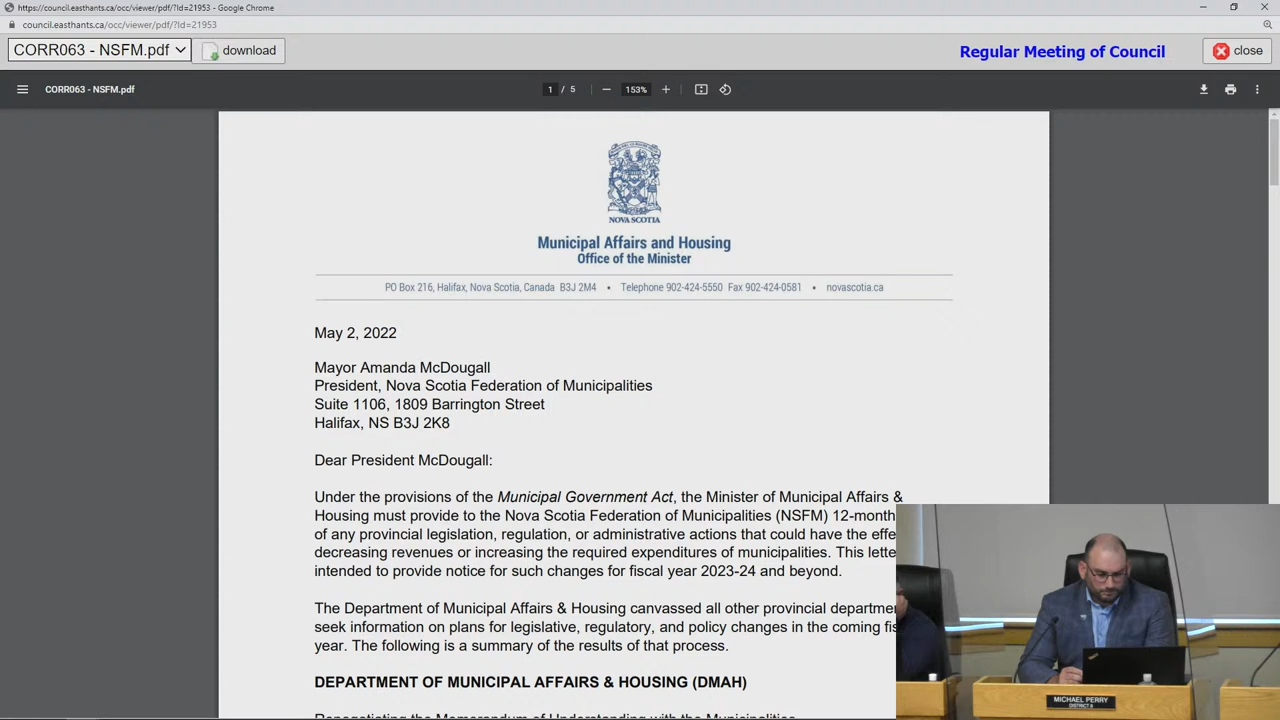 https://council.easthants.ca/occ/viewer/pdf/?Id=21953 - Google Chrome
council.easthants.ca/occ/viewer/pdf/?Id=21953
CORR063 - NSFM.pdf
download
Regular Meeting of Council
close
CORR063 - NSFM.pdf
1 / 5
153%
NOVA SCOTIA
Municipal Affairs and Housing
Office of the Minister
PO Box 216, Halifax, Nova Scotia, Canada B3J 2M4 • Telephone 902-424-5550 Fax 902-424-0581 • novascotia.ca
May 2, 2022
Mayor Amanda McDougall
President, Nova Scotia Federation of Municipalities
Suite 1106, 1809 Barrington Street
Halifax, NS B3J 2K8
Dear President McDougall:
Under the provisions of the Municipal Government Act, the Minister of Municipal Affairs &
Housing must provide to the Nova Scotia Federation of Municipalities (NSFM) 12-month
of any provincial legislation, regulation, or administrative actions that could have the effe
decreasing revenues or increasing the required expenditures of municipalities. This lette
intended to provide notice for such changes for fiscal year 2023-24 and beyond.
The Department of Municipal Affairs & Housing canvassed all other provincial departme
seek information on plans for legislative, regulatory, and policy changes in the coming fis
year. The following is a summary of the results of that process.
DEPARTMENT OF MUNICIPAL AFFAIRS & HOUSING (DMAH)
Renegotiating the Memorandum of Understanding with the Municipalities
MICHAEL PERRY
DISTRICT 8